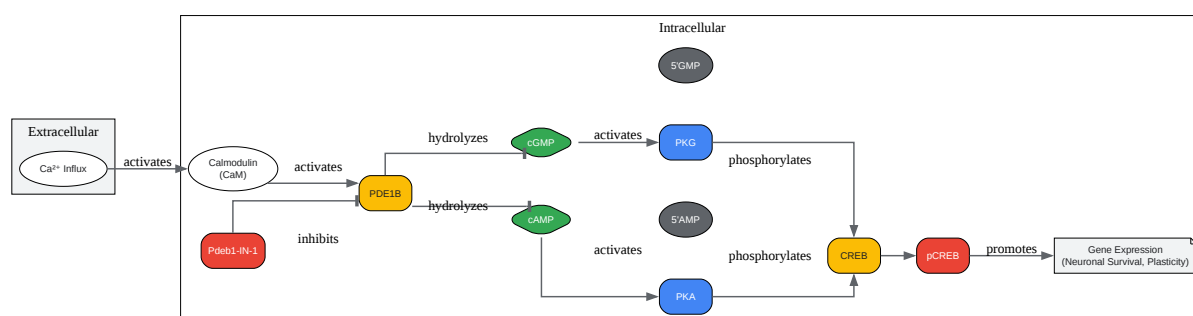 Intracellular
5'GMP
Extracellular
Ca²⁺ Influx
activates
Calmodulin
(CaM)
activates
PDE1B
Pdeb1-IN-1
inhibits
hydrolyzes
cGMP
activates
PKG
phosphorylates
hydrolyzes
cAMP
5'AMP
activates
PKA
phosphorylates
CREB
pCREB
promotes
Gene Expression
(Neuronal Survival, Plasticity)